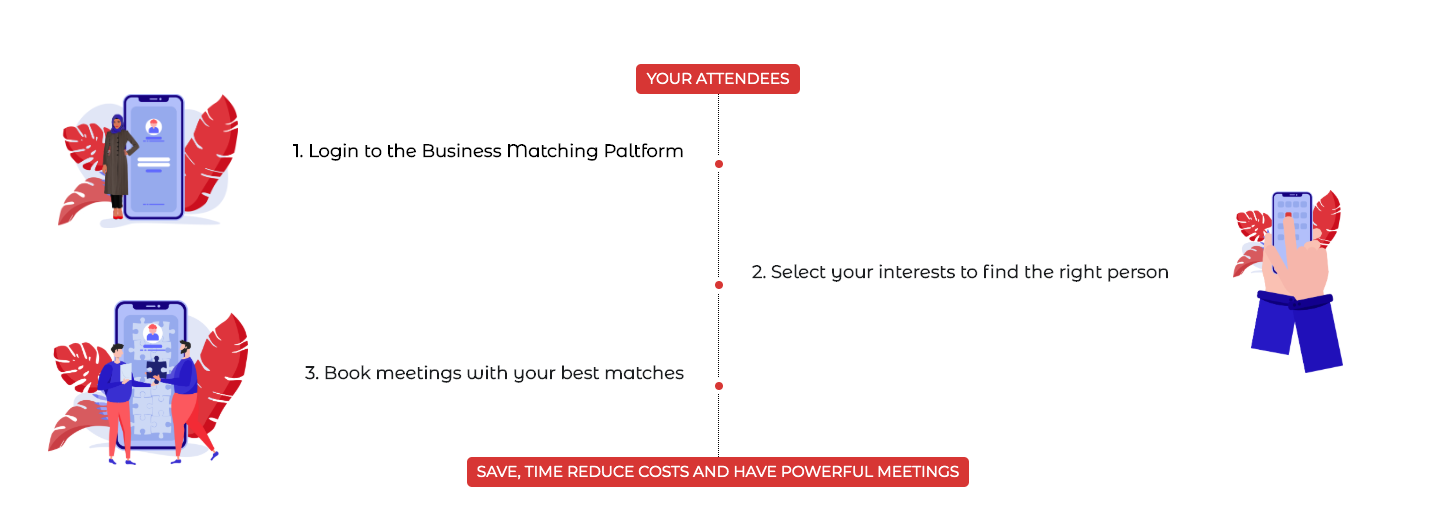 YOUR ATTENDEES
1. Login to the Business Matching Paltform
2. Select your interests to find the right person
3. Book meetings with your best matches
SAVE, TIME REDUCE COSTS AND HAVE POWERFUL MEETINGS